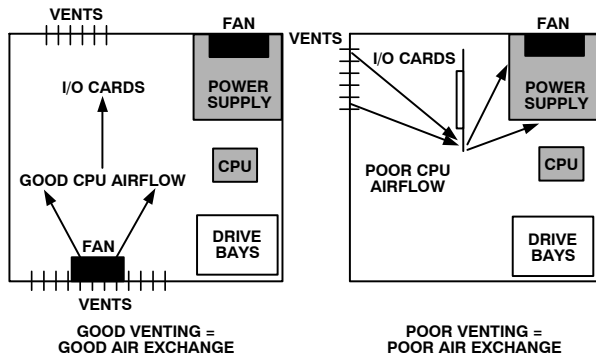 VENTS
FAN
I/O CARDS
POWER
SUPPLY
CPU
GOOD CPU AIRFLOW
FAN
DRIVE
BAYS
VENTS
GOOD VENTING =
GOOD AIR EXCHANGE
VENTS
FAN
I/O CARDS
POWER
SUPPLY
CPU
POOR CPU
AIRFLOW
DRIVE
BAYS
POOR VENTING =
POOR AIR EXCHANGE